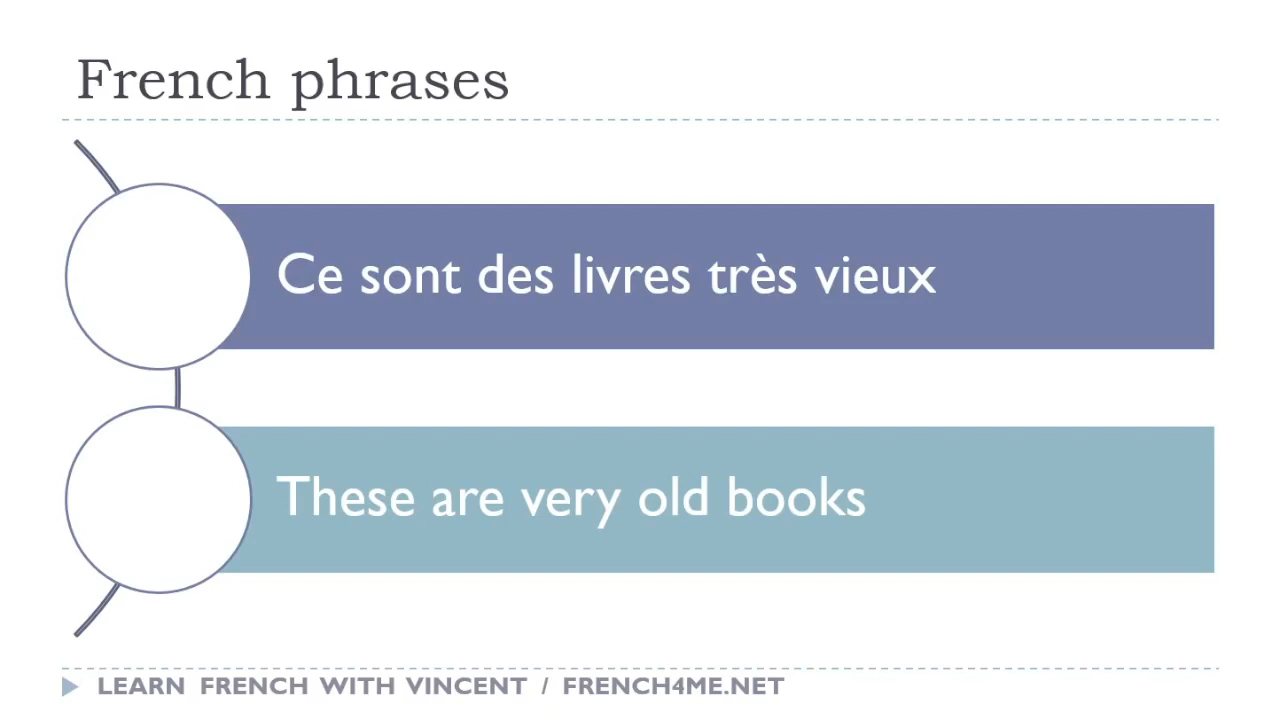 French phrases
Ce sont des livres très vieux
These are very old books
LEARN FRENCH WITH VINCENT / FRENCH4ME.NET